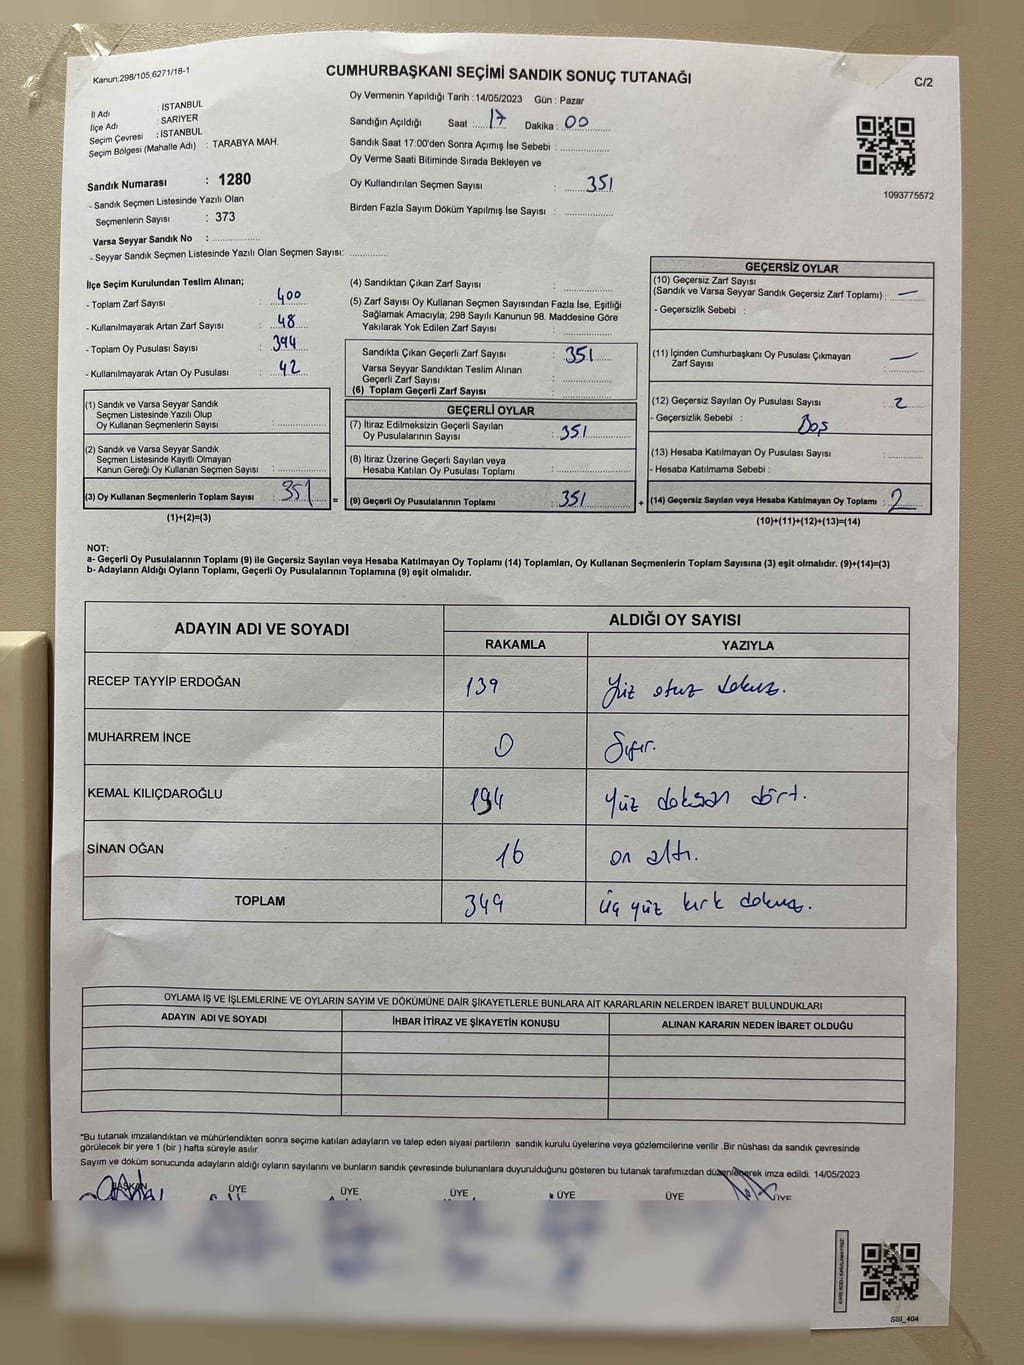 Kanun;298/105;6271/18-1
CUMHURBAŞKANI SEÇİMİ SANDIK SONUÇ TUTANAĞI
C/2
İl Adı : İSTANBUL
İlçe Adı : SARIYER
Seçim Çevresi : İSTANBUL
Seçim Bölgesi (Mahalle Adı) : TARABYA MAH.
Sandık Numarası : 1280
- Sandık Seçmen Listesinde Yazılı Olan
Seçmenlerin Sayısı : 373
Varsa Seyyar Sandık No :
- Seyyar Sandık Seçmen Listesinde Yazılı Olan Seçmen Sayısı:
Oy Vermenin Yapıldığı Tarih : 14/05/2023 Gün : Pazar
Sandığın Açıldığı Saat : 17 Dakika : 00
Sandık Saat 17:00'den Sonra Açımış İse Sebebi :
Oy Verme Saati Bitiminde Sırada Bekleyen ve
Oy Kullandırılan Seçmen Sayısı : 351
Birden Fazla Sayım Döküm Yapılmış İse Sayısı :
1093775572
İlçe Seçim Kurulundan Teslim Alınan;
- Toplam Zarf Sayısı : 400
- Kullanılmayarak Artan Zarf Sayısı : 48
- Toplam Oy Pusulası Sayısı : 394
- Kullanılmayarak Artan Oy Pusulası : 42
(1) Sandık ve Varsa Seyyar Sandık
Seçmen Listesinde Yazılı Olup
Oy Kullanan Seçmenlerin Sayısı :
(2) Sandık ve Varsa Seyyar Sandık
Seçmen Listesinde Kayıtlı Olmayan
Kanun Gereği Oy Kullanan Seçmen Sayısı :
(3) Oy Kullanan Seçmenlerin Toplam Sayısı : 351
(1)+(2)=(3)
=
(4) Sandıktan Çıkan Zarf Sayısı :
(5) Zarf Sayısı Oy Kullanan Seçmen Sayısından Fazla İse, Eşitliği
Sağlamak Amacıyla; 298 Sayılı Kanunun 98. Maddesine Göre
Yakılarak Yok Edilen Zarf Sayısı :
Sandıkta Çıkan Geçerli Zarf Sayısı : 351
Varsa Seyyar Sandıktan Teslim Alınan
Geçerli Zarf Sayısı :
(6) Toplam Geçerli Zarf Sayısı :
GEÇERLİ OYLAR
(7) İtiraz Edilmeksizin Geçerli Sayılan
Oy Pusulalarının Sayısı : 351
(8) İtiraz Üzerine Geçerli Sayılan veya
Hesaba Katılan Oy Pusulası Toplamı :
(9) Geçerli Oy Pusulalarının Toplamı : 351
+
GEÇERSİZ OYLAR
(10) Geçersiz Zarf Sayısı
(Sandık ve Varsa Seyyar Sandık Geçersiz Zarf Toplamı) : —
- Geçersizlik Sebebi :
(11) İçinden Cumhurbaşkanı Oy Pusulası Çıkmayan
Zarf Sayısı : —
(12) Geçersiz Sayılan Oy Pusulası Sayısı : 2
- Geçersizlik Sebebi : Boş
(13) Hesaba Katılmayan Oy Pusulası Sayısı :
- Hesaba Katılmama Sebebi :
(14) Geçersiz Sayılan veya Hesaba Katılmayan Oy Toplamı : 2
(10)+(11)+(12)+(13)=(14)
NOT:
a- Geçerli Oy Pusulalarının Toplamı (9) ile Geçersiz Sayılan veya Hesaba Katılmayan Oy Toplamı (14) Toplamları, Oy Kullanan Seçmenlerin Toplam Sayısına (3) eşit olmalıdır. (9)+(14)=(3)
b- Adayların Aldığı Oyların Toplamı, Geçerli Oy Pusulalarının Toplamına (9) eşit olmalıdır.
ADAYIN ADI VE SOYADI
ALDIĞI OY SAYISI
RAKAMLA YAZIYLA
RECEP TAYYİP ERDOĞAN 139 Yüz otuz dokuz.
MUHARREM İNCE 0 Sıfır.
KEMAL KILIÇDAROĞLU 194 Yüz doksan dört.
SİNAN OĞAN 16 on altı.
TOPLAM 349 üç yüz kırk dokuz.
OYLAMA İŞ VE İŞLEMLERİNE VE OYLARIN SAYIM VE DÖKÜMÜNE DAİR ŞİKAYETLERLE BUNLARA AİT KARARLARIN NELERDEN İBARET BULUNDUKLARI
ADAYIN ADI VE SOYADI İHBAR İTİRAZ VE ŞİKAYETİN KONUSU ALINAN KARARIN NEDEN İBARET OLDUĞU
*Bu tutanak imzalandıktan ve mühürlendikten sonra seçime katılan adayların ve talep eden siyasi partilerin sandık kurulu üyelerine veya gözlemcilerine verilir .Bir nüshası da sandık çevresinde
görülecek bir yere 1 (bir ) hafta süreyle asılır.
Sayım ve döküm sonucunda adayların aldığı oyların sayılarını ve bunların sandık çevresinde bulunanlara duyurulduğunu gösteren bu tutanak tarafımızdan düzenlenerek imza edildi. 14/05/2023
BAŞKAN ÜYE ÜYE ÜYE ÜYE ÜYE ÜYE
SSİ_404